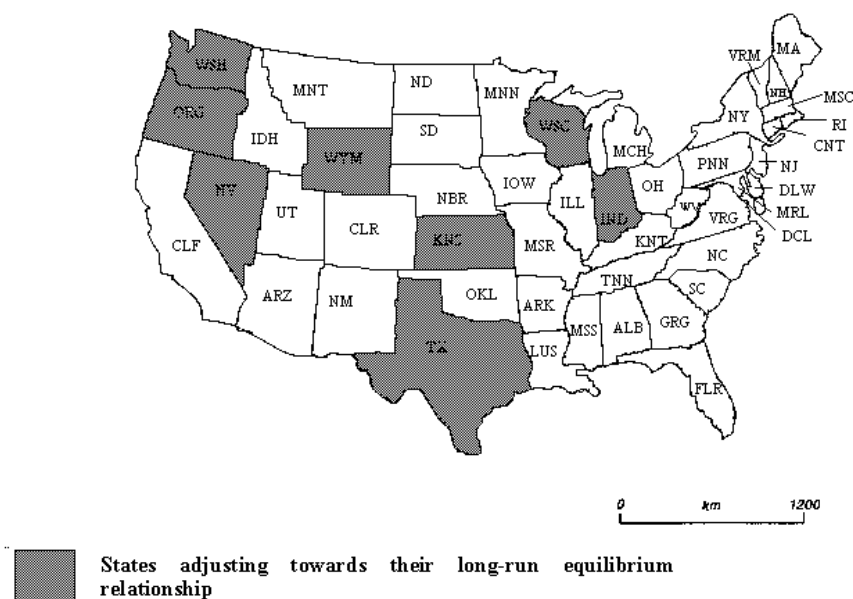 MA
VRM
WSH
NH
MSC
MNT
ND
MNN
ORG
WSC
NY
RI
IDH
SD
CNT
WYM
MCH
PNN
NJ
IOW
OH
DLW
NV
NBR
ILL
IND
WV
MRL
UT
VRG
CLR
KNS
DCL
CLF
MSR
KNT
NC
TNN
ARZ
NM
OKL
SC
ARK
MSS
ALB
GRG
TX
LUS
FLR
0 km 1200
States adjusting towards their long-run equilibrium
relationship